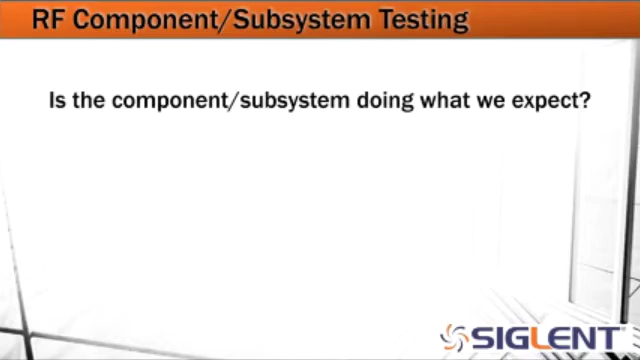 RF Component/Subsystem Testing
Is the component/subsystem doing what we expect?
SIGLENT